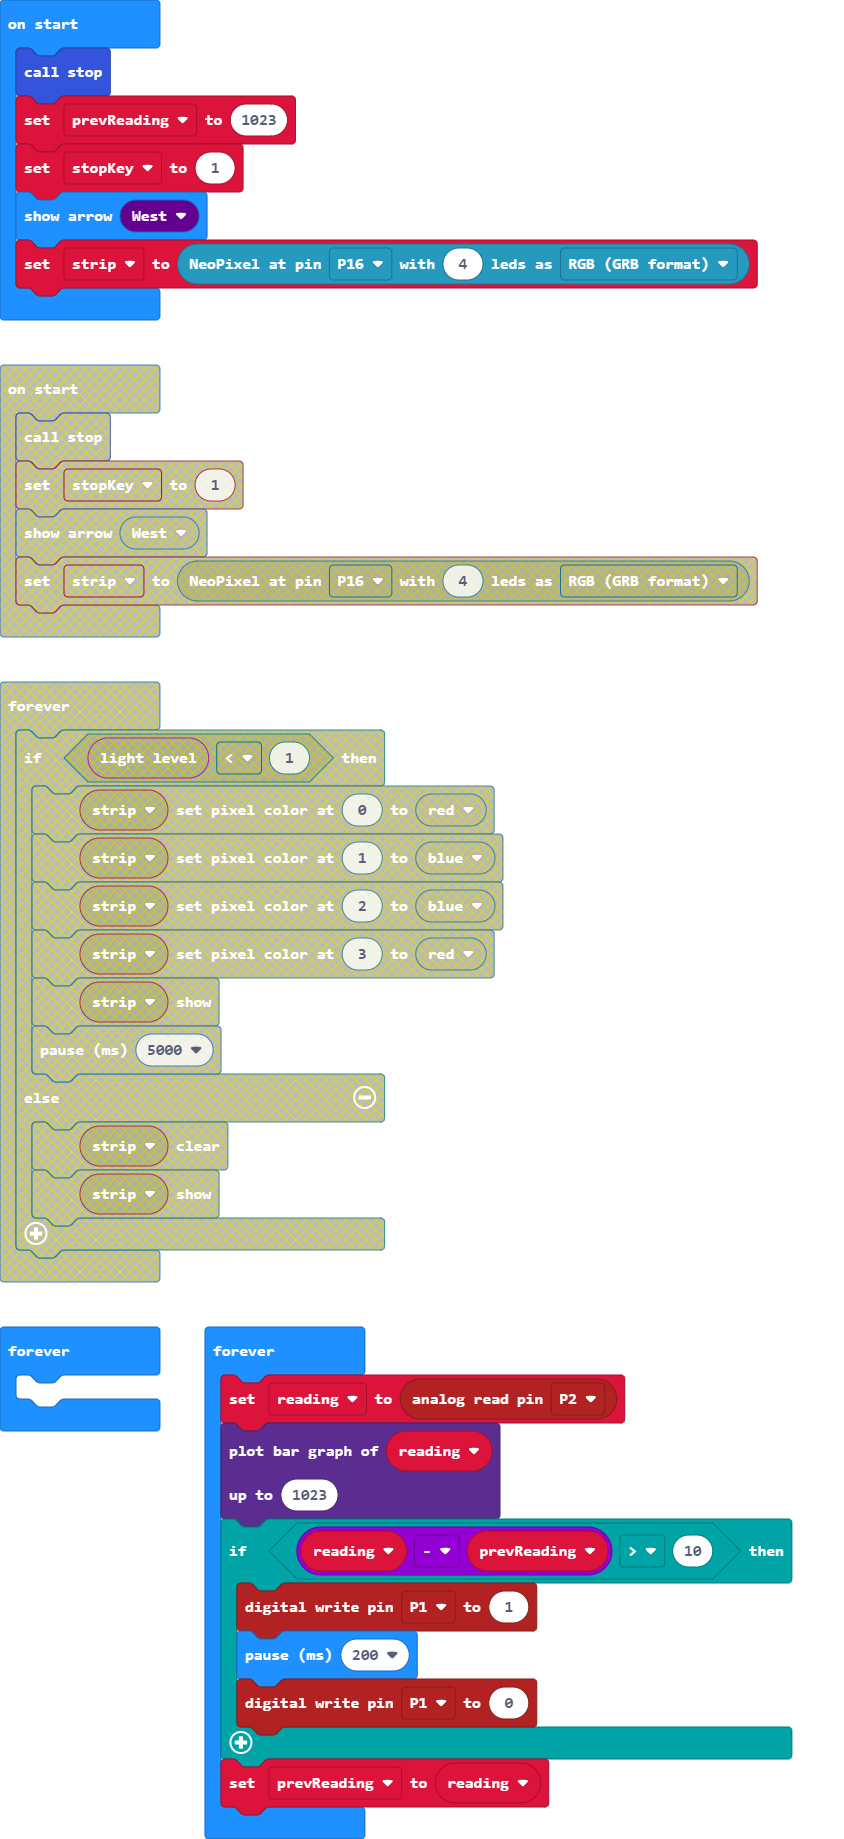 on start
call stop
set prevReading to 1023
set stopKey to 1
show arrow West
set strip to NeoPixel at pin P16 with 4 leds as RGB (GRB format)
on start
call stop
set stopKey to 1
show arrow West
set strip to NeoPixel at pin P16 with 4 leds as RGB (GRB format)
forever
if light level < 1 then
strip set pixel color at 0 to red
strip set pixel color at 1 to blue
strip set pixel color at 2 to blue
strip set pixel color at 3 to red
strip show
pause (ms) 5000
else
strip clear
strip show
forever
forever
set reading to analog read pin P2
plot bar graph of reading
up to 1023
if reading - prevReading > 10 then
digital write pin P1 to 1
pause (ms) 200
digital write pin P1 to 0
set prevReading to reading